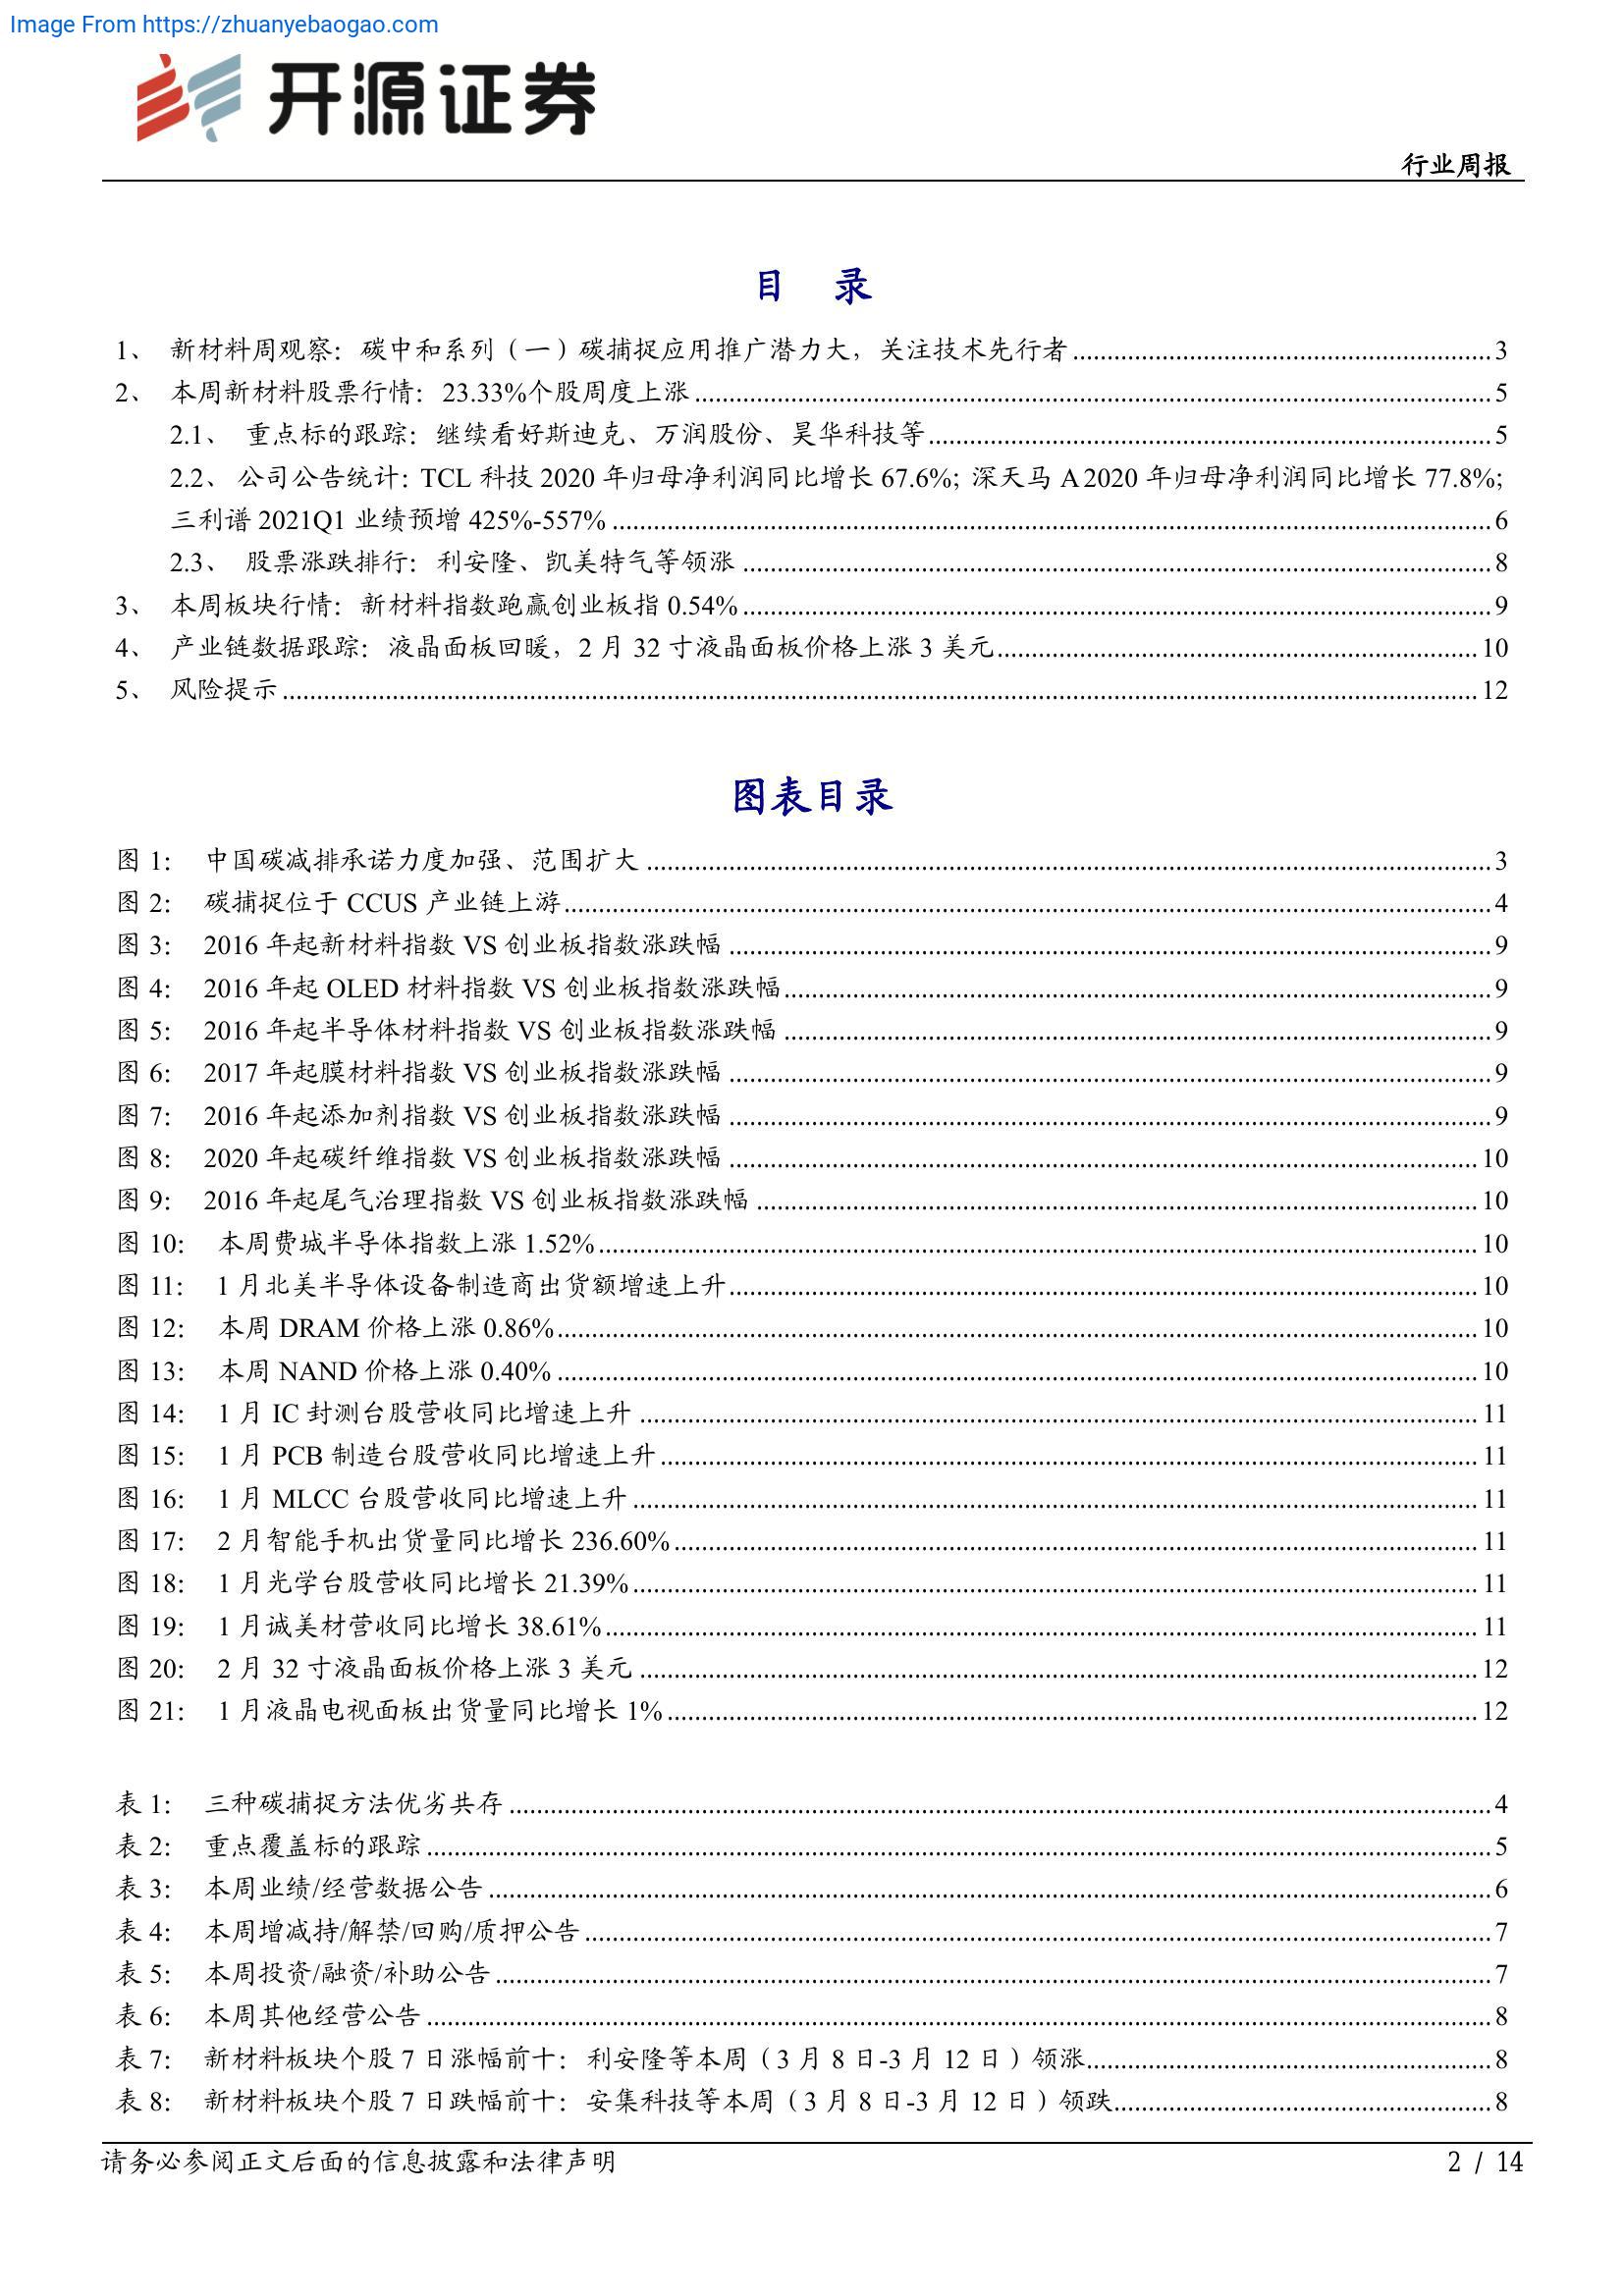 Image From https://zhuanyebaogao.com
开源证券
行业周报
目 录
1、 新材料周观察：碳中和系列（一）碳捕捉应用推广潜力大，关注技术先行者 3
2、 本周新材料股票行情：23.33%个股周度上涨 5
2.1、 重点标的跟踪：继续看好斯迪克、万润股份、昊华科技等 5
2.2、 公司公告统计：TCL 科技 2020 年归母净利润同比增长 67.6%；深天马 A 2020 年归母净利润同比增长 77.8%；
三利谱 2021Q1 业绩预增 425%-557% 6
2.3、 股票涨跌排行：利安隆、凯美特气等领涨 8
3、 本周板块行情：新材料指数跑赢创业板指 0.54% 9
4、 产业链数据跟踪：液晶面板回暖，2 月 32 寸液晶面板价格上涨 3 美元 10
5、 风险提示 12
图表目录
图 1: 中国碳减排承诺力度加强、范围扩大 3
图 2: 碳捕捉位于 CCUS 产业链上游 4
图 3: 2016 年起新材料指数 VS 创业板指数涨跌幅 9
图 4: 2016 年起 OLED 材料指数 VS 创业板指数涨跌幅 9
图 5: 2016 年起半导体材料指数 VS 创业板指数涨跌幅 9
图 6: 2017 年起膜材料指数 VS 创业板指数涨跌幅 9
图 7: 2016 年起添加剂指数 VS 创业板指数涨跌幅 9
图 8: 2020 年起碳纤维指数 VS 创业板指数涨跌幅 10
图 9: 2016 年起尾气治理指数 VS 创业板指数涨跌幅 10
图 10: 本周费城半导体指数上涨 1.52% 10
图 11: 1 月北美半导体设备制造商出货额增速上升 10
图 12: 本周 DRAM 价格上涨 0.86% 10
图 13: 本周 NAND 价格上涨 0.40% 10
图 14: 1 月 IC 封测台股营收同比增速上升 11
图 15: 1 月 PCB 制造台股营收同比增速上升 11
图 16: 1 月 MLCC 台股营收同比增速上升 11
图 17: 2 月智能手机出货量同比增长 236.60% 11
图 18: 1 月光学台股营收同比增长 21.39% 11
图 19: 1 月诚美材营收同比增长 38.61% 11
图 20: 2 月 32 寸液晶面板价格上涨 3 美元 12
图 21: 1 月液晶电视面板出货量同比增长 1% 12
表 1: 三种碳捕捉方法优劣共存 4
表 2: 重点覆盖标的跟踪 5
表 3: 本周业绩/经营数据公告 6
表 4: 本周增减持/解禁/回购/质押公告 7
表 5: 本周投资/融资/补助公告 7
表 6: 本周其他经营公告 8
表 7: 新材料板块个股 7 日涨幅前十：利安隆等本周（3 月 8 日-3 月 12 日）领涨 8
表 8: 新材料板块个股 7 日跌幅前十：安集科技等本周（3 月 8 日-3 月 12 日）领跌 8
请务必参阅正文后面的信息披露和法律声明
2 / 14